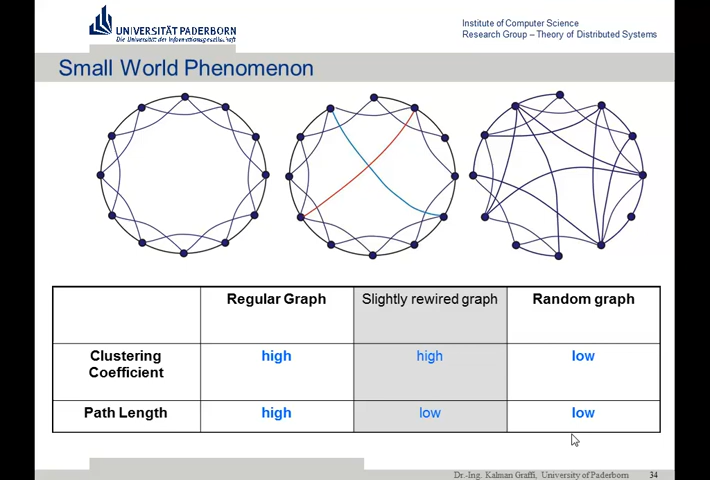 UNIVERSITÄT PADERBORN
Die Universität der Informationsgesellschaft
Institute of Computer Science
Research Group – Theory of Distributed Systems
Small World Phenomenon
Regular Graph
Slightly rewired graph
Random graph
Clustering
Coefficient
high
high
low
Path Length
high
low
low
Dr.-Ing. Kalman Graffi, University of Paderborn
34